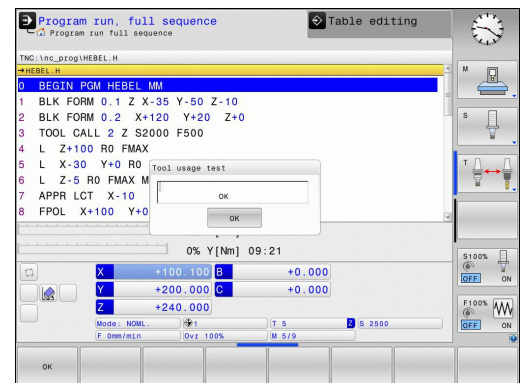 Program run, full sequence
Program run full sequence
Table editing
TNC:\nc_prog\HEBEL.H
→HEBEL.H
0 BEGIN PGM HEBEL MM
1 BLK FORM 0.1 Z X-35 Y-50 Z-10
2 BLK FORM 0.2 X+120 Y+20 Z+0
3 TOOL CALL 2 Z S2000 F500
4 L Z+100 R0 FMAX
5 L X-30 Y+0 R0
6 L Z-5 R0 FMAX M
7 APPR LCT X-10
8 FPOL X+100 Y+0
Tool usage test
OK
OK
0% Y[Nm] 09:21
X +100.100 B +0.000
Y +200.000 C +0.000
Z +240.000
Mode: NOML. 1 T 5 Z S 2500
F 0mm/min Ovr 100% M 5/9
M
S
T
S100%
OFF ON
F100%
OFF ON
OK